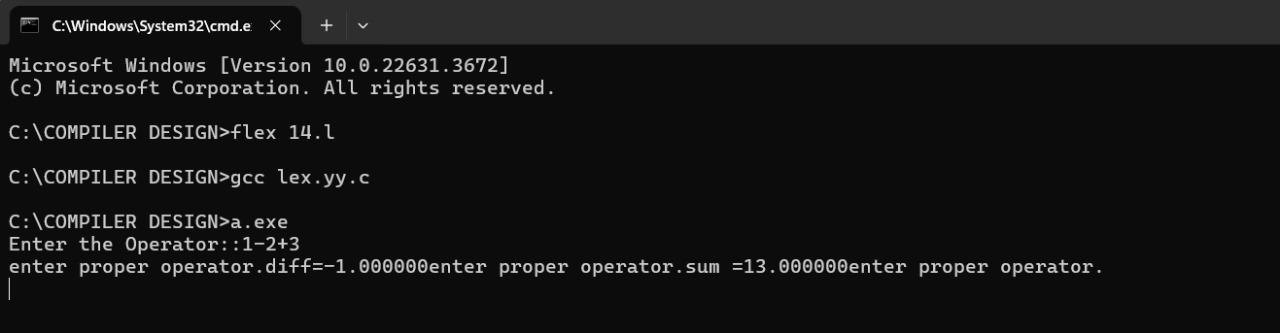 C:\Windows\System32\cmd.e
Microsoft Windows [Version 10.0.22631.3672]
(c) Microsoft Corporation. All rights reserved.
C:\COMPILER DESIGN>flex 14.l
C:\COMPILER DESIGN>gcc lex.yy.c
C:\COMPILER DESIGN>a.exe
Enter the Operator::1-2+3
enter proper operator.diff=-1.000000enter proper operator.sum =13.000000enter proper operator.